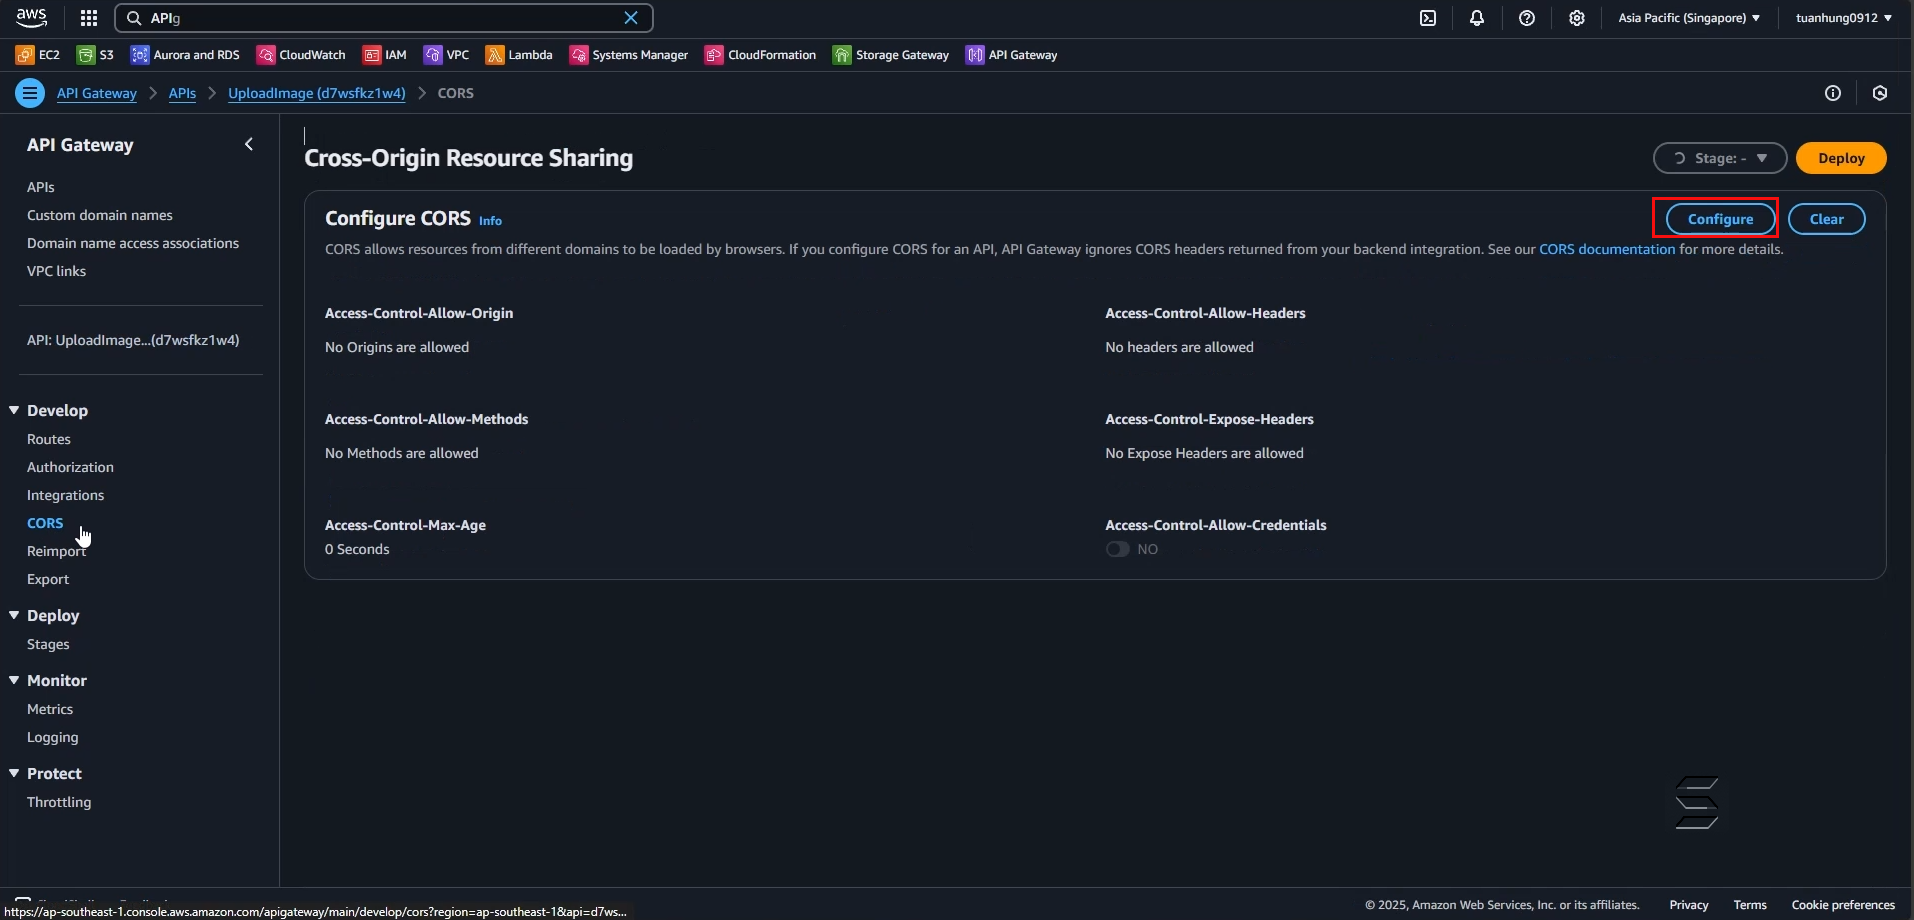 aws
APIg
Asia Pacific (Singapore)
tuanhung0912
EC2
S3
Aurora and RDS
CloudWatch
IAM
VPC
Lambda
Systems Manager
CloudFormation
Storage Gateway
API Gateway
API Gateway > APIs > UploadImage (d7wsfkz1w4) > CORS
API Gateway
APIs
Custom domain names
Domain name access associations
VPC links
API: UploadImage...(d7wsfkz1w4)
Develop
Routes
Authorization
Integrations
CORS
Reimport
Export
Deploy
Stages
Monitor
Metrics
Logging
Protect
Throttling
Cross-Origin Resource Sharing
Stage: -
Deploy
Configure CORS Info
Configure
Clear
CORS allows resources from different domains to be loaded by browsers. If you configure CORS for an API, API Gateway ignores CORS headers returned from your backend integration. See our CORS documentation for more details.
Access-Control-Allow-Origin
No Origins are allowed
Access-Control-Allow-Headers
No headers are allowed
Access-Control-Allow-Methods
No Methods are allowed
Access-Control-Expose-Headers
No Expose Headers are allowed
Access-Control-Max-Age
0 Seconds
Access-Control-Allow-Credentials
NO
https://ap-southeast-1.console.aws.amazon.com/apigateway/main/develop/cors?region=ap-southeast-1&api=d7ws...
© 2025, Amazon Web Services, Inc. or its affiliates.
Privacy
Terms
Cookie preferences